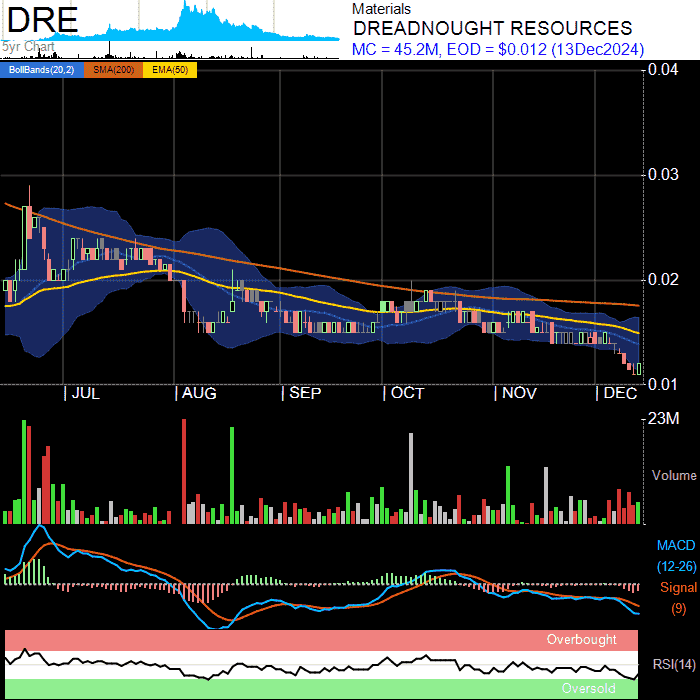 DRE
5yr Chart
Materials
DREADNOUGHT RESOURCES
MC = 45.2M, EOD = $0.012 (13Dec2024)
BollBands(20,2) SMA(200) EMA(50)
0.04
0.03
0.02
0.01
| JUL | AUG | SEP | OCT | NOV | DEC
23M
Volume
MACD
(12-26)
Signal
(9)
Overbought
RSI(14)
Oversold